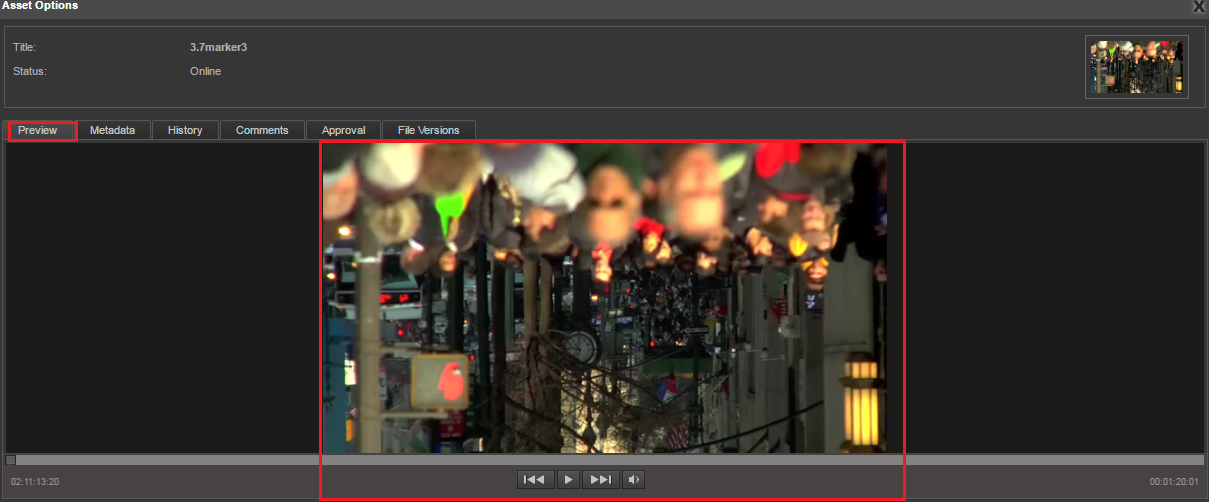 Asset Options
X
Title: 3.7marker3
Status: Online
Preview Metadata History Comments Approval File Versions
02:11:13:20 00:01:20:01